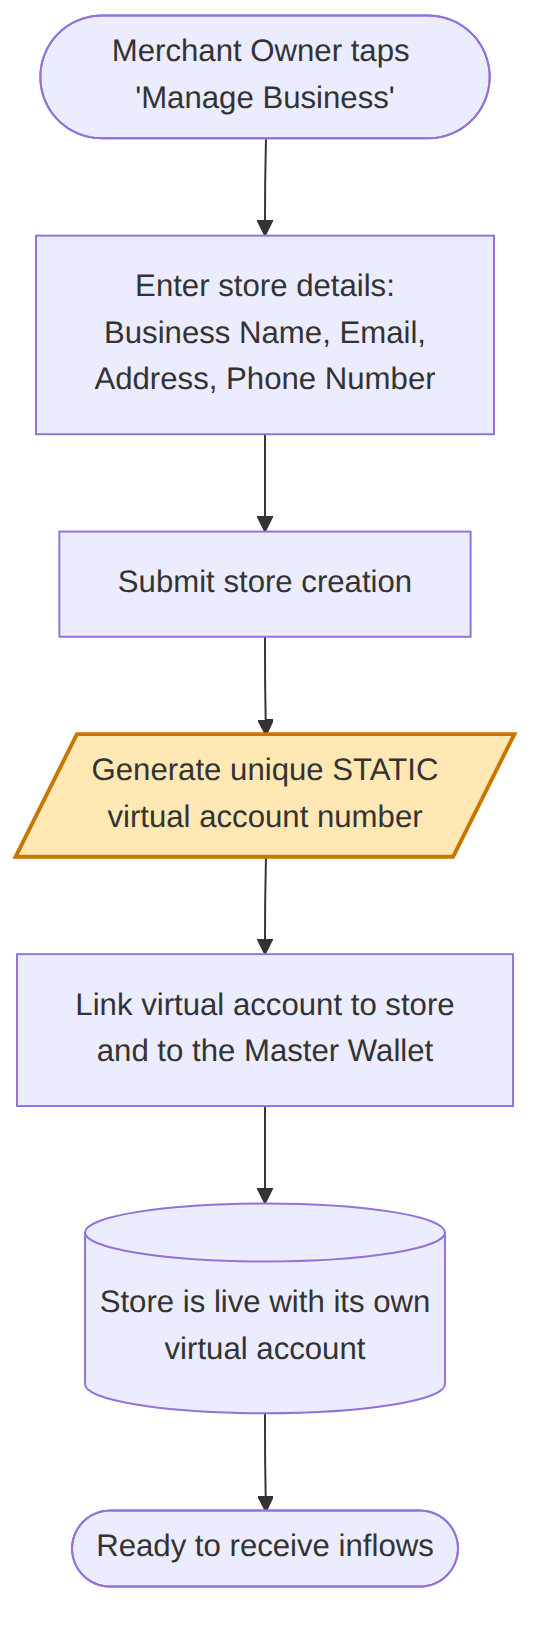 Merchant Owner taps
'Manage Business'
Enter store details:
Business Name, Email,
Address, Phone Number
Submit store creation
Generate unique STATIC
virtual account number
Link virtual account to store
and to the Master Wallet
Store is live with its own
virtual account
Ready to receive inflows